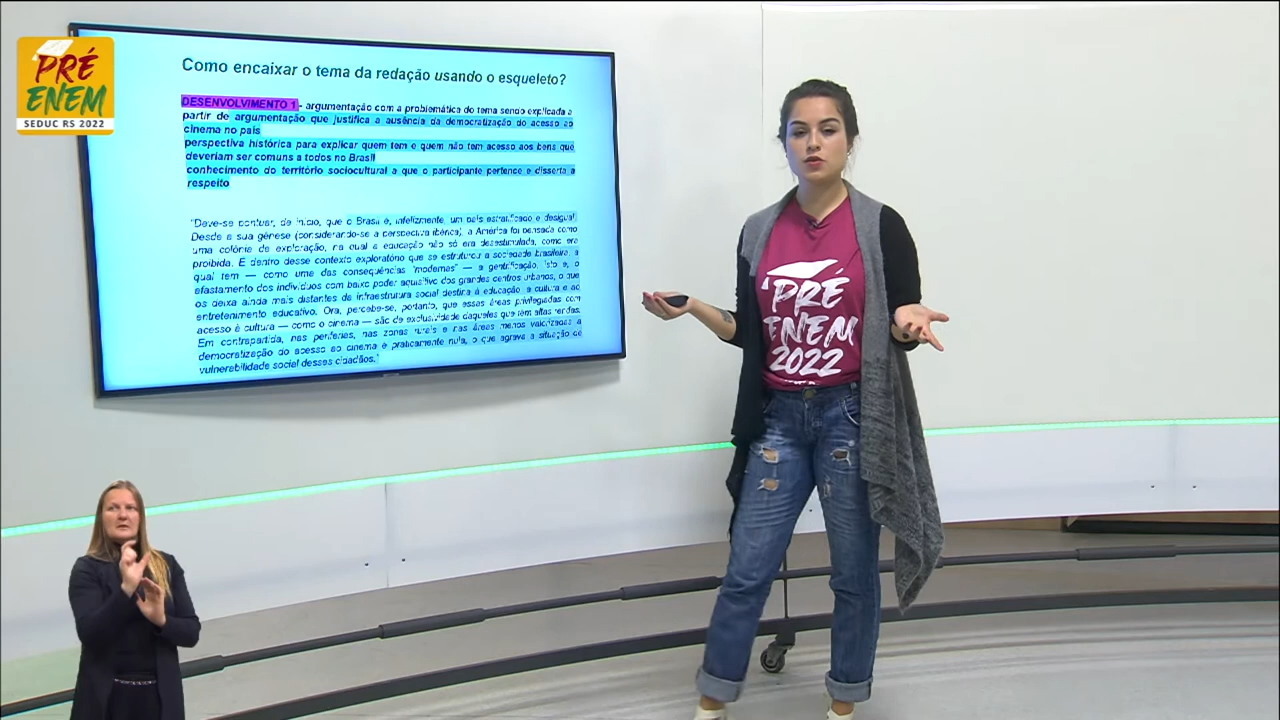 PRÉ
ENEM
SEDUC RS 2022
Como encaixar o tema da redação usando o esqueleto?
DESENVOLVIMENTO 1 - argumentação com a problemática do tema sendo explicada a
partir de argumentação que justifica a ausência da democratização do acesso ao
cinema no país
perspectiva histórica para explicar quem tem e quem não tem acesso aos bens que
deveriam ser comuns a todos no Brasil
conhecimento do território sociocultural a que o participante pertence e disserta a
respeito
"Deve-se pontuar, de início, que o Brasil é, infelizmente, um país estratificado e desigual.
Desde a sua gênese (considerando-se a perspectiva ibérica), a América foi pensada como
uma colônia de exploração, na qual a educação não só era desestimulada, como era
proibida. E dentro desse contexto exploratório que se estruturou a sociedade brasileira, a
qual tem — como uma das consequências "modernas" — a gentrificação, isto é, o
afastamento dos indivíduos com baixo poder aquisitivo dos grandes centros urbanos, o que
os deixa ainda mais distantes da infraestrutura social destina à educação, a cultura e ao
entretenimento educativo. Ora, percebe-se, portanto, que essas áreas privilegiadas com
acesso à cultura — como o cinema — são de exclusividade daqueles que têm altas rendas.
Em contrapartida, nas periferias, nas zonas rurais e nas áreas menos valorizadas a
democratização do acesso ao cinema é praticamente nula, o que agrava a situação de
vulnerabilidade social desses cidadãos."
PRÉ
ENEM
2022